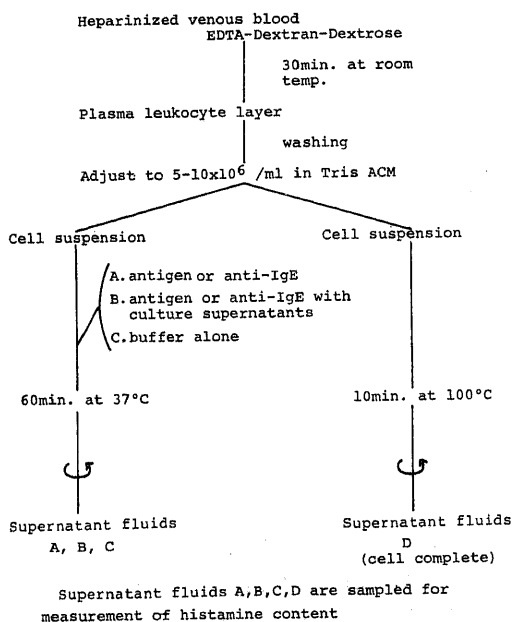 Heparinized venous blood
EDTA-Dextran-Dextrose
30min. at room
temp.
Plasma leukocyte layer
washing
Adjust to 5-10x10⁶ /ml in Tris ACM
Cell suspension
A. antigen or anti-IgE
B. antigen or anti-IgE with
culture supernatants
C. buffer alone
60min. at 37°C
Supernatant fluids
A, B, C
Cell suspension
10min. at 100°C
Supernatant fluids
D
(cell complete)
Supernatant fluids A,B,C,D are sampled for
measurement of histamine content